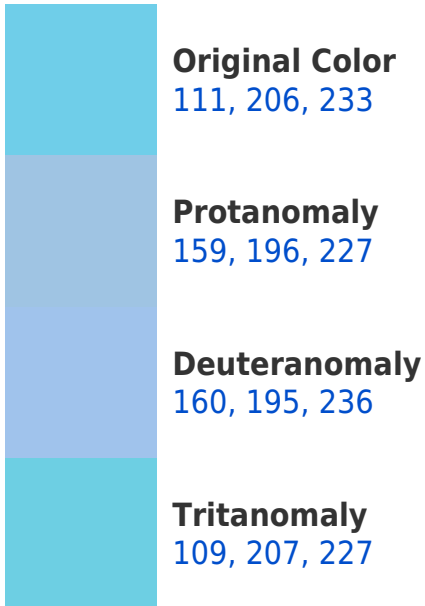 Original Color
111, 206, 233
Protanomaly
159, 196, 227
Deuteranomaly
160, 195, 236
Tritanomaly
109, 207, 227